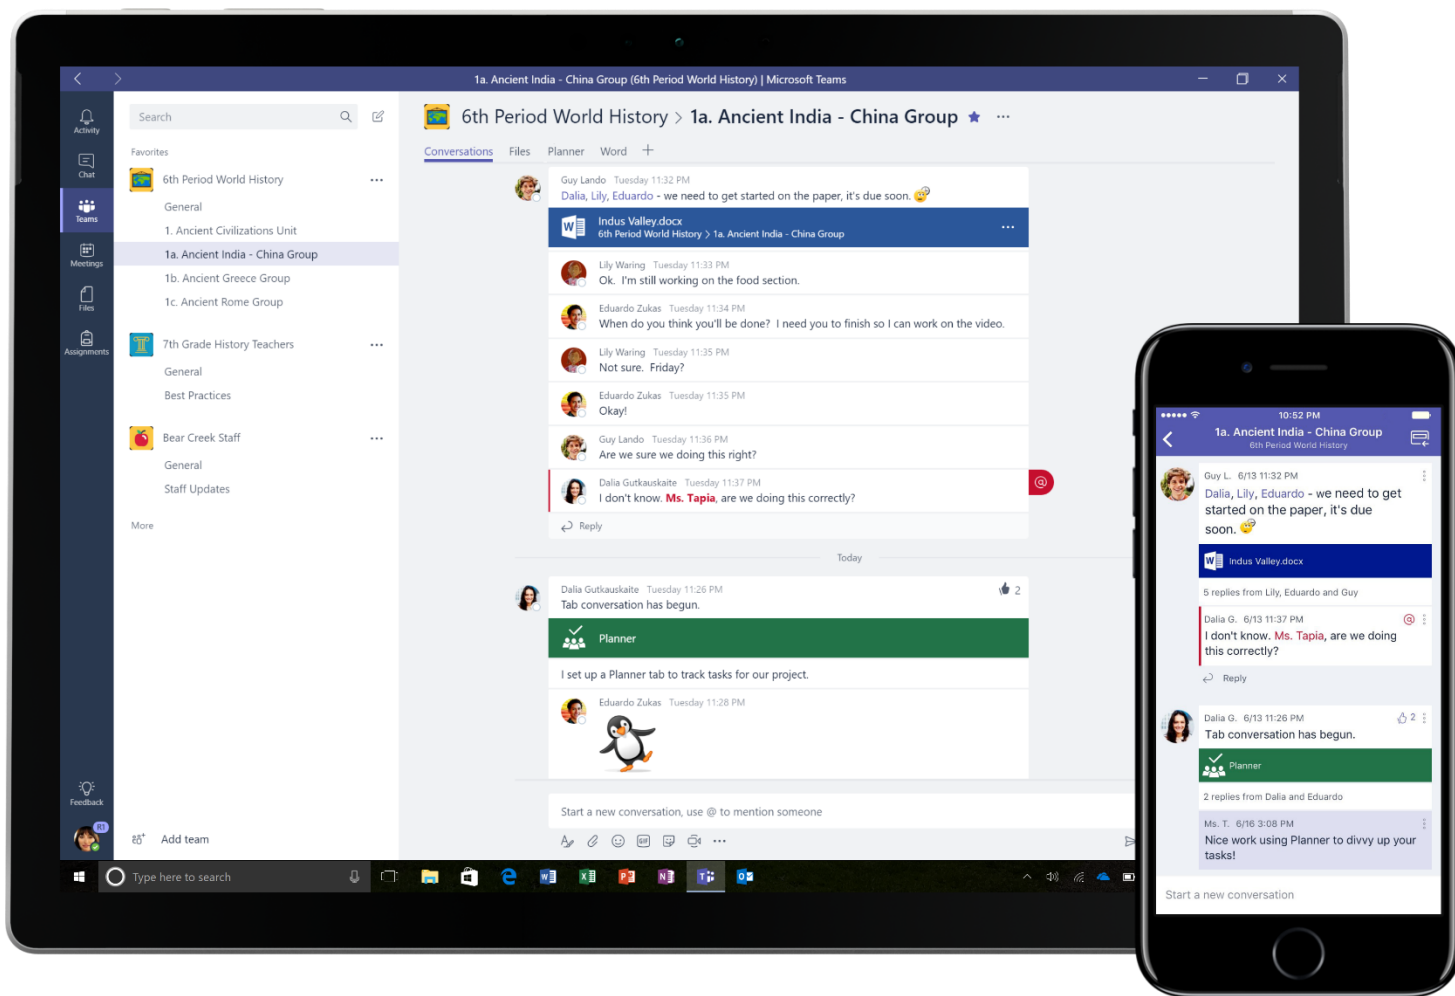 1a. Ancient India - China Group (6th Period World History) | Microsoft Teams
Activity
Chat
Teams
Meetings
Files
Assignments
Feedback
R1
Search
Favorites
6th Period World History
General
1. Ancient Civilizations Unit
1a. Ancient India - China Group
1b. Ancient Greece Group
1c. Ancient Rome Group
7th Grade History Teachers
General
Best Practices
Bear Creek Staff
General
Staff Updates
More
Add team
6th Period World History > 1a. Ancient India - China Group
Conversations Files Planner Word
Guy Lando Tuesday 11:32 PM
Dalia, Lily, Eduardo - we need to get started on the paper, it's due soon.
Indus Valley.docx
6th Period World History > 1a. Ancient India - China Group
Lily Waring Tuesday 11:33 PM
Ok. I'm still working on the food section.
Eduardo Zukas Tuesday 11:34 PM
When do you think you'll be done? I need you to finish so I can work on the video.
Lily Waring Tuesday 11:35 PM
Not sure. Friday?
Eduardo Zukas Tuesday 11:35 PM
Okay!
Guy Lando Tuesday 11:36 PM
Are we sure we doing this right?
Dalia Gutkauskaite Tuesday 11:37 PM
I don't know. Ms. Tapia, are we doing this correctly?
@
Reply
Today
Dalia Gutkauskaite Tuesday 11:26 PM
2
Tab conversation has begun.
Planner
I set up a Planner tab to track tasks for our project.
Eduardo Zukas Tuesday 11:28 PM
Start a new conversation, use @ to mention someone
GIF
Type here to search
10:52 PM
1a. Ancient India - China Group
6th Period World History
Guy L. 6/13 11:32 PM
Dalia, Lily, Eduardo - we need to get
started on the paper, it's due
soon.
Indus Valley.docx
5 replies from Lily, Eduardo and Guy
Dalia G. 6/13 11:37 PM
@
I don't know. Ms. Tapia, are we doing
this correctly?
Reply
Dalia G. 6/13 11:26 PM
2
Tab conversation has begun.
Planner
2 replies from Dalia and Eduardo
Ms. T. 6/16 3:08 PM
Nice work using Planner to divvy up your
tasks!
Start a new conversation